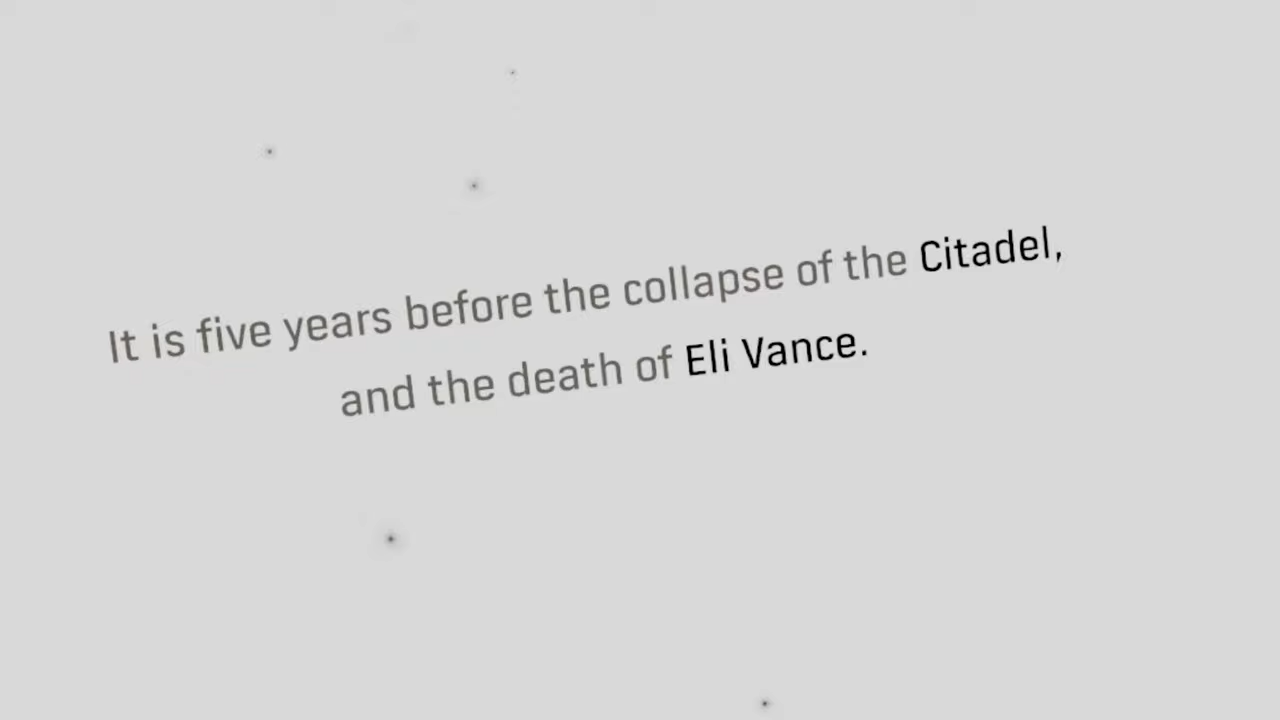 It is five years before the collapse of the Citadel,
and the death of Eli Vance.